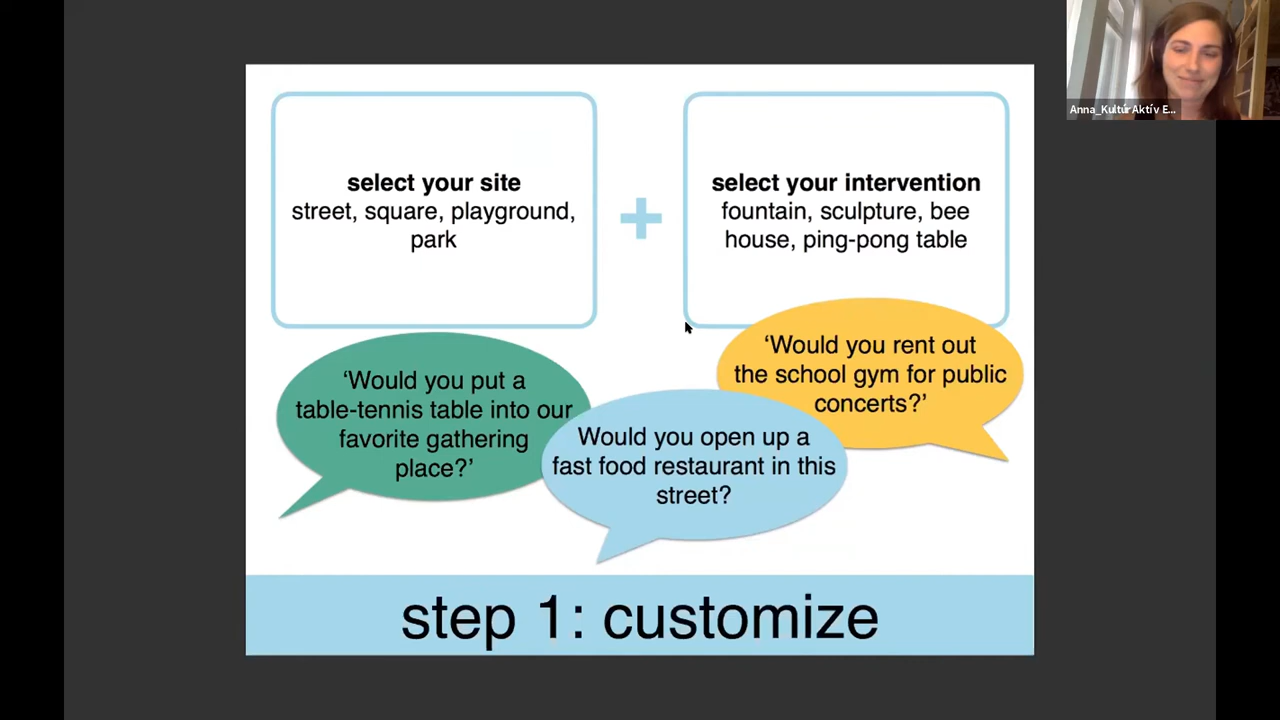 select your site
street, square, playground,
park
select your intervention
fountain, sculpture, bee
house, ping-pong table
‘Would you put a
table-tennis table into our
favorite gathering
place?’
Would you open up a
fast food restaurant in this
street?
‘Would you rent out
the school gym for public
concerts?’
step 1: customize
Anna_KultúrAktív E...